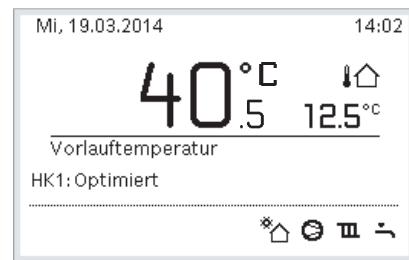 Mi, 19.03.2014 14:02
40.5 °C
12.5°C
Vorlauftemperatur
HK1: Optimiert